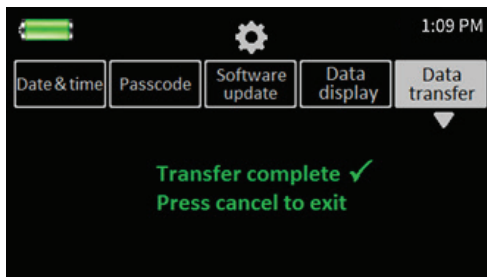 1:09 PM
Date & time
Passcode
Software
update
Data
display
Data
transfer
Transfer complete ✓
Press cancel to exit